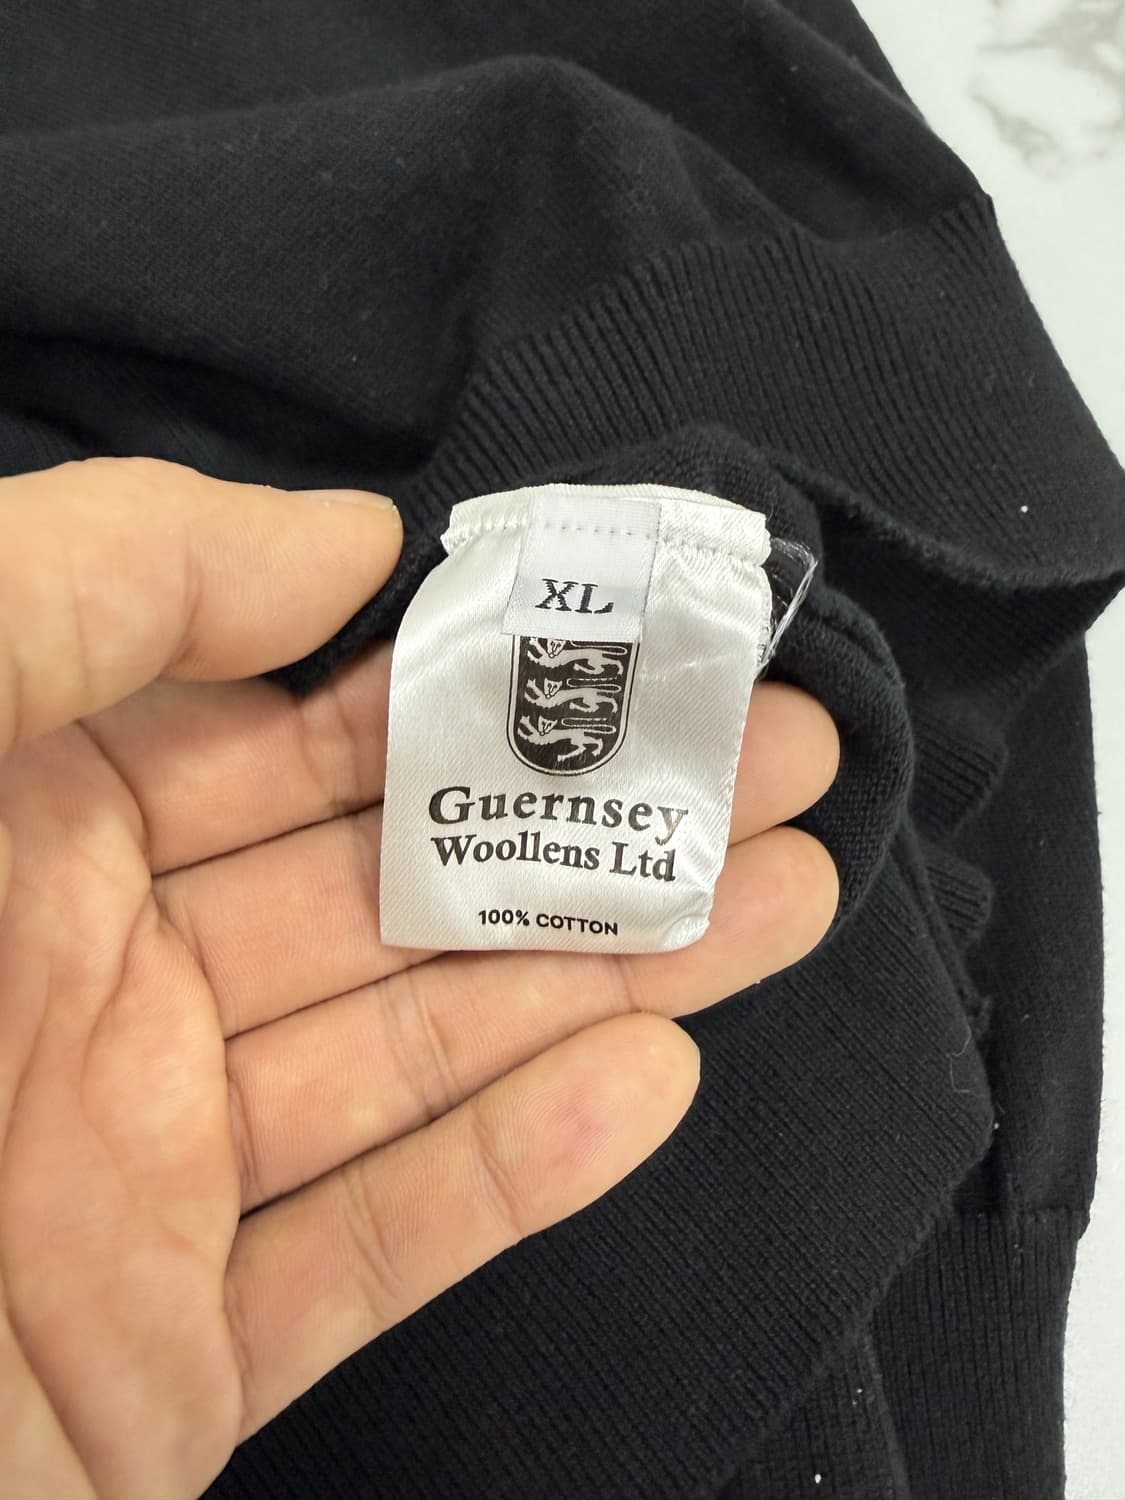 XL
Guernsey
Woollens Ltd
100% COTTON